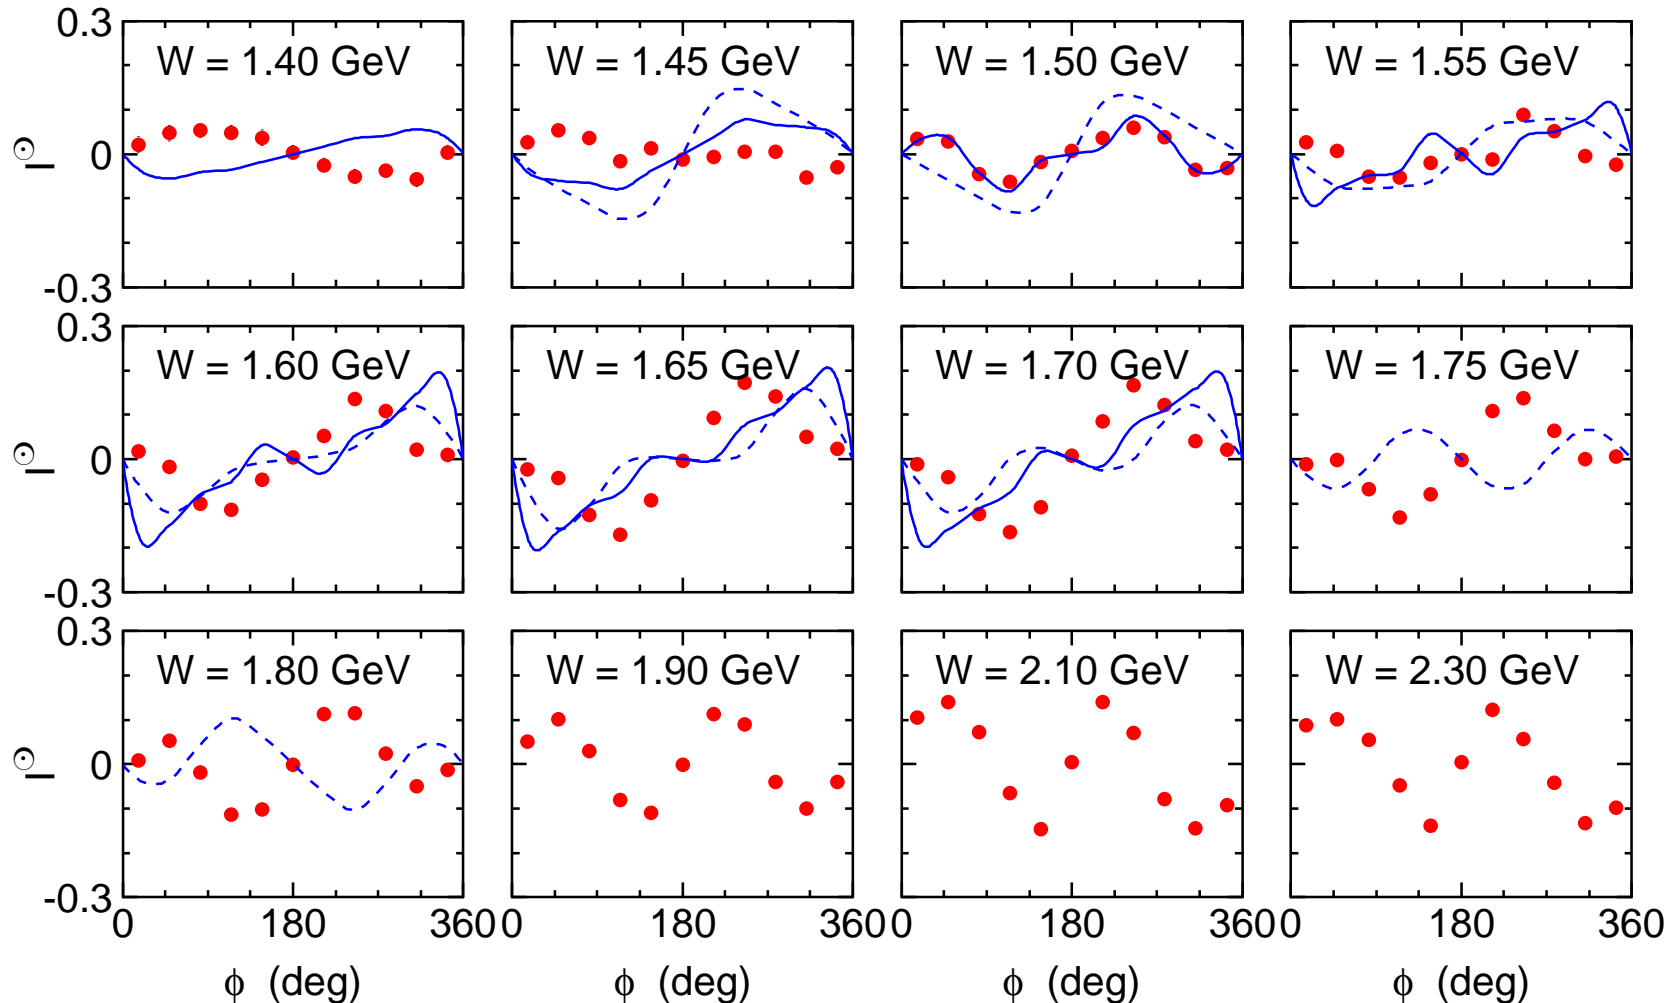 0.3
W = 1.40 GeV
W = 1.45 GeV
W = 1.50 GeV
W = 1.55 GeV
I⊙
0
-0.3
0.3
W = 1.60 GeV
W = 1.65 GeV
W = 1.70 GeV
W = 1.75 GeV
I⊙
0
-0.3
0.3
W = 1.80 GeV
W = 1.90 GeV
W = 2.10 GeV
W = 2.30 GeV
I⊙
0
-0.3
0 180 360 0 180 360 0 180 360 0 180 360
ϕ (deg) ϕ (deg) ϕ (deg) ϕ (deg)